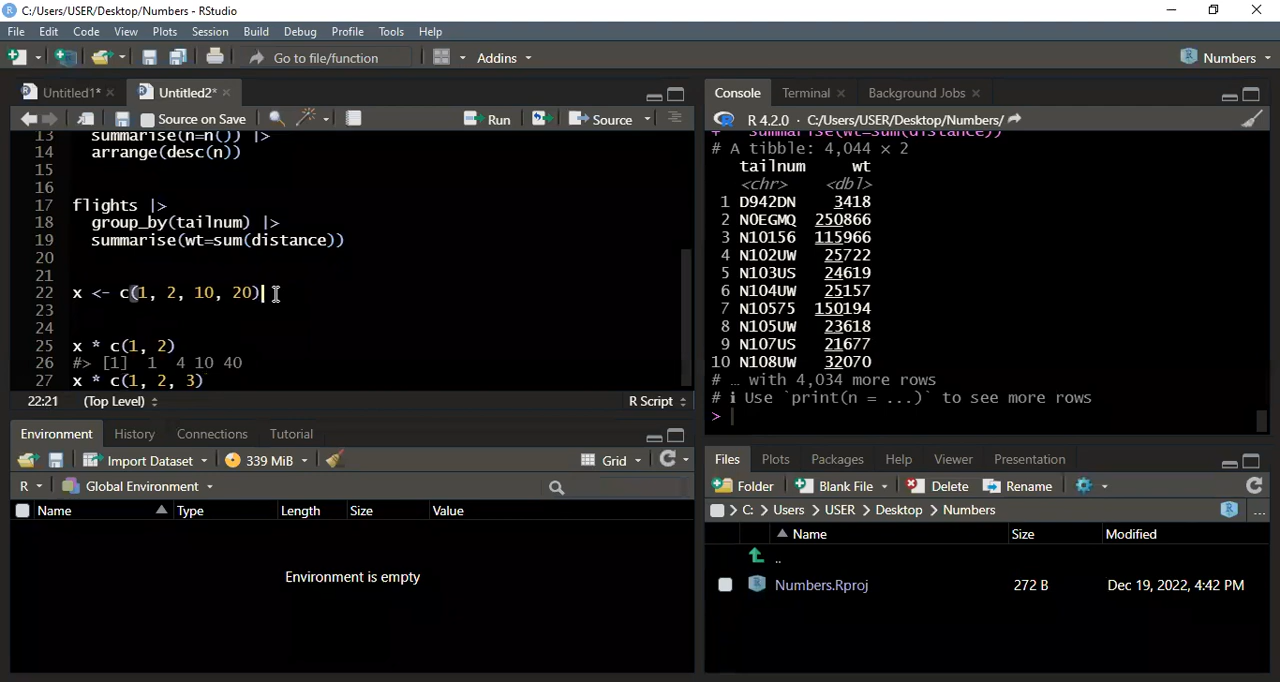 C:/Users/USER/Desktop/Numbers - RStudio
File Edit Code View Plots Session Build Debug Profile Tools Help
Go to file/function Addins Numbers
Untitled1* Untitled2*
Source on Save Run Source
13 summarise(n=n()) |>
14 arrange(desc(n))
15
16
17 flights |>
18 group_by(tailnum) |>
19 summarise(wt=sum(distance))
20
21
22 x <- c(1, 2, 10, 20)
23
24
25 x * c(1, 2)
26 #> [1] 1 4 10 40
27 x * c(1, 2, 3)
22:21 (Top Level) R Script
Console Terminal Background Jobs
R 4.2.0 · C:/Users/USER/Desktop/Numbers/
+ summarise(wt=sum(distance))
# A tibble: 4,044 × 2
tailnum wt
<chr> <dbl>
1 D942DN 3418
2 N0EGMQ 250866
3 N10156 115966
4 N102UW 25722
5 N103US 24619
6 N104UW 25157
7 N10575 150194
8 N105UW 23618
9 N107US 21677
10 N108UW 32070
# … with 4,034 more rows
# ℹ Use `print(n = ...)` to see more rows
>
Environment History Connections Tutorial
Import Dataset 339 MiB Grid
R Global Environment
Name Type Length Size Value
Environment is empty
Files Plots Packages Help Viewer Presentation
Folder Blank File Delete Rename
C: > Users > USER > Desktop > Numbers ...
Name Size Modified
..
Numbers.Rproj 272 B Dec 19, 2022, 4:42 PM